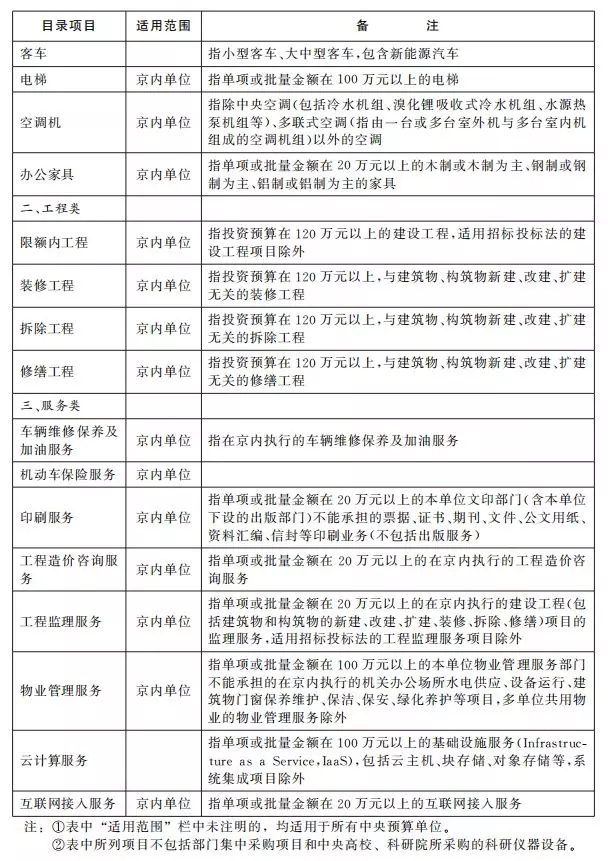 目录项目 适用范围 备 注
客车 指小型客车、大中型客车，包含新能源汽车
电梯 京内单位 指单项或批量金额在 100 万元以上的电梯
空调机 京内单位 指除中央空调（包括冷水机组、溴化锂吸收式冷水机组、水源热
泵机组等）、多联式空调（指由一台或多台室外机与多台室内机
组成的空调机组）以外的空调
办公家具 京内单位 指单项或批量金额在 20 万元以上的木制或木制为主、钢制或钢
制为主、铝制或铝制为主的家具
二、工程类
限额内工程 京内单位 指投资预算在 120 万元以上的建设工程，适用招标投标法的建
设工程项目除外
装修工程 京内单位 指投资预算在 120 万元以上，与建筑物、构筑物新建、改建、扩建
无关的装修工程
拆除工程 京内单位 指投资预算在 120 万元以上，与建筑物、构筑物新建、改建、扩建
无关的拆除工程
修缮工程 京内单位 指投资预算在 120 万元以上，与建筑物、构筑物新建、改建、扩建
无关的修缮工程
三、服务类
车辆维修保养及
加油服务 京内单位 指在京内执行的车辆维修保养及加油服务
机动车保险服务 京内单位
印刷服务 京内单位 指单项或批量金额在 20 万元以上的本单位文印部门（含本单位
下设的出版部门）不能承担的票据、证书、期刊、文件、公文用纸、
资料汇编、信封等印刷业务（不包括出版服务）
工程造价咨询服
务 京内单位 指单项或批量金额在 20 万元以上的在京内执行的工程造价咨
询服务
工程监理服务 京内单位 指单项或批量金额在 20 万元以上的在京内执行的建设工程（包
括建筑物和构筑物的新建、改建、扩建、装修、拆除、修缮）项目的
监理服务，适用招标投标法的工程监理服务项目除外
物业管理服务 京内单位 指单项或批量金额在 100 万元以上的本单位物业管理服务部门
不能承担的在京内执行的机关办公场所水电供应、设备运行、建
筑物门窗保养维护、保洁、保安、绿化养护等项目，多单位共用物
业的物业管理服务除外
云计算服务 指单项或批量金额在 100 万元以上的基础设施服务（Infrastruc-
ture as a Service，IaaS），包括云主机、块存储、对象存储等，系
统集成项目除外
互联网接入服务 京内单位 指单项或批量金额在 20 万元以上的互联网接入服务
注：①表中“适用范围”栏中未注明的，均适用于所有中央预算单位。
②表中所列项目不包括部门集中采购项目和中央高校、科研院所采购的科研仪器设备。